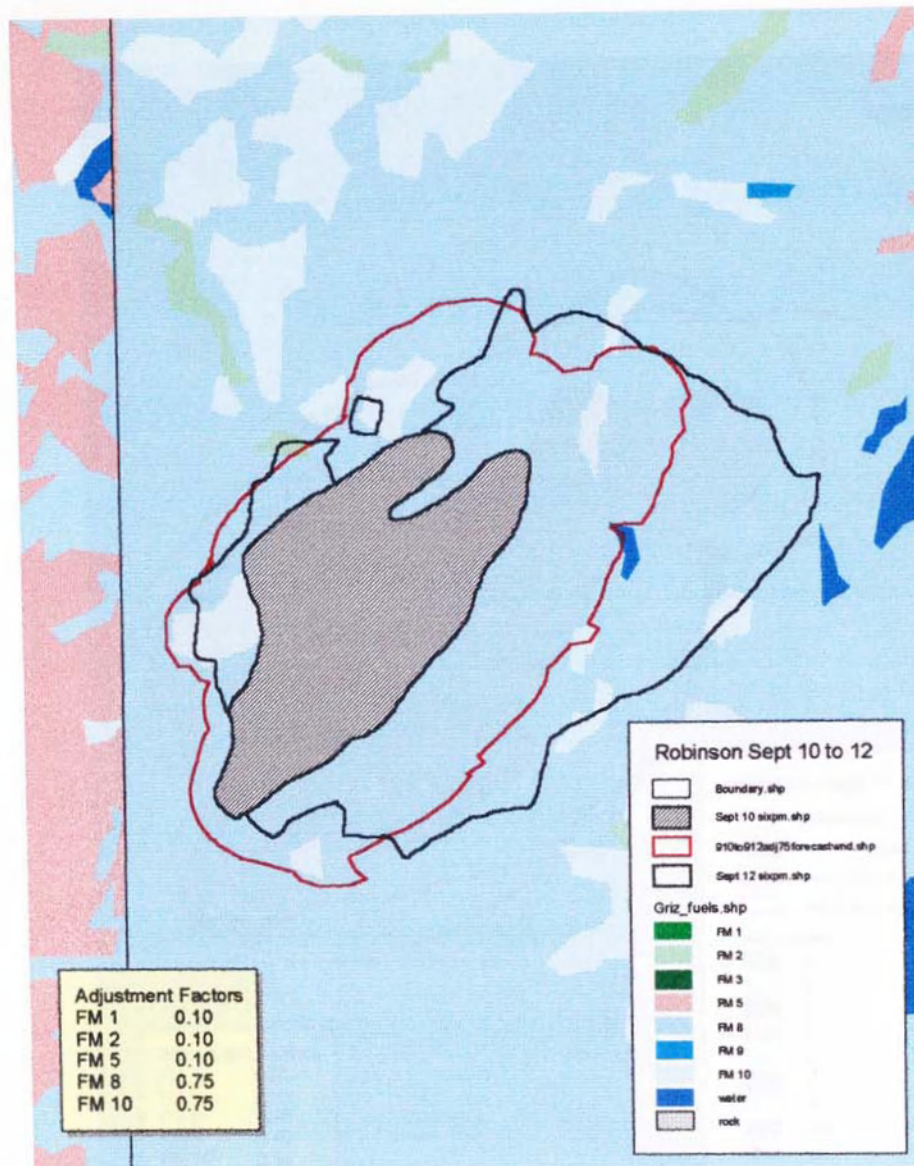 Robinson Sept 10 to 12
Boundary.shp
Sept 10 sixpm.shp
910to912adj75forecastwnd.shp
Sept 12 sixpm.shp
Griz_fuels.shp
FM 1
FM 2
FM 3
FM 5
FM 8
FM 9
FM 10
water
rock
Adjustment Factors
FM 1 0.10
FM 2 0.10
FM 5 0.10
FM 8 0.75
FM 10 0.75